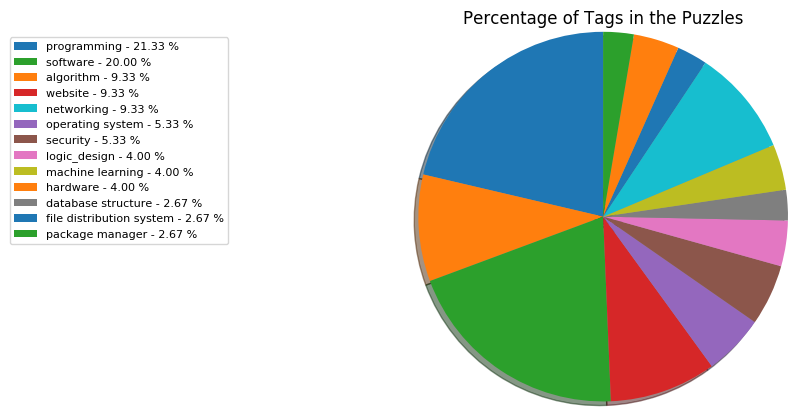 Percentage of Tags in the Puzzles
programming - 21.33 %
software - 20.00 %
algorithm - 9.33 %
website - 9.33 %
networking - 9.33 %
operating system - 5.33 %
security - 5.33 %
logic_design - 4.00 %
machine learning - 4.00 %
hardware - 4.00 %
database structure - 2.67 %
file distribution system - 2.67 %
package manager - 2.67 %